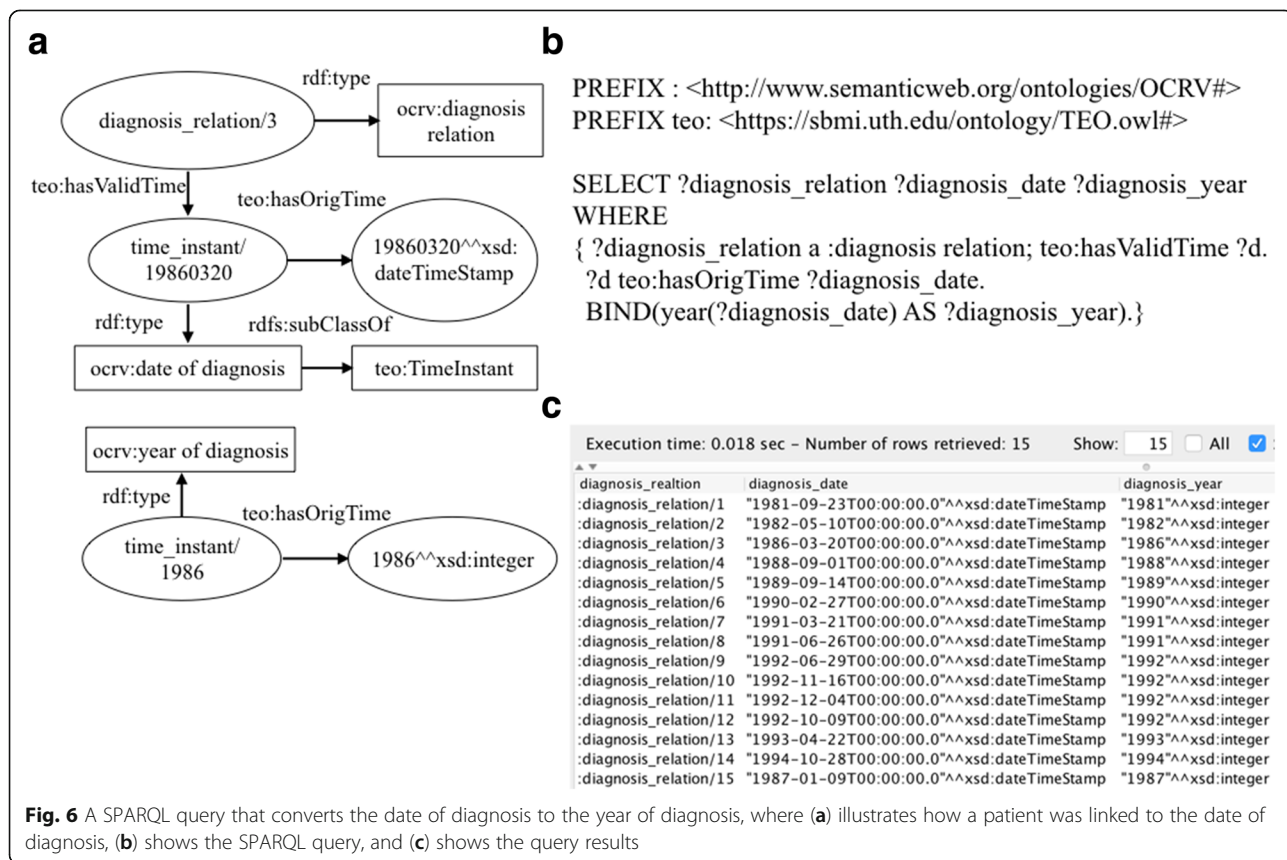 a
rdf:type
diagnosis_relation/3
ocrv:diagnosis
relation
teo:hasValidTime
teo:hasOrigTime
time_instant/
19860320
19860320^^xsd:
dateTimeStamp
rdf:type
rdfs:subClassOf
ocrv:date of diagnosis
teo:TimeInstant
ocrv:year of diagnosis
rdf:type
teo:hasOrigTime
time_instant/
1986
1986^^xsd:integer
b
PREFIX : <http://www.semanticweb.org/ontologies/OCRV#>
PREFIX teo: <https://sbmi.uth.edu/ontology/TEO.owl#>
SELECT ?diagnosis_relation ?diagnosis_date ?diagnosis_year
WHERE
{ ?diagnosis_relation a :diagnosis relation; teo:hasValidTime ?d.
?d teo:hasOrigTime ?diagnosis_date.
BIND(year(?diagnosis_date) AS ?diagnosis_year).}
c
Execution time: 0.018 sec – Number of rows retrieved: 15 Show: 15 All
diagnosis_realtion diagnosis_date diagnosis_year
:diagnosis_relation/1 "1981-09-23T00:00:00.0"^^xsd:dateTimeStamp "1981"^^xsd:integer
:diagnosis_relation/2 "1982-05-10T00:00:00.0"^^xsd:dateTimeStamp "1982"^^xsd:integer
:diagnosis_relation/3 "1986-03-20T00:00:00.0"^^xsd:dateTimeStamp "1986"^^xsd:integer
:diagnosis_relation/4 "1988-09-01T00:00:00.0"^^xsd:dateTimeStamp "1988"^^xsd:integer
:diagnosis_relation/5 "1989-09-14T00:00:00.0"^^xsd:dateTimeStamp "1989"^^xsd:integer
:diagnosis_relation/6 "1990-02-27T00:00:00.0"^^xsd:dateTimeStamp "1990"^^xsd:integer
:diagnosis_relation/7 "1991-03-21T00:00:00.0"^^xsd:dateTimeStamp "1991"^^xsd:integer
:diagnosis_relation/8 "1991-06-26T00:00:00.0"^^xsd:dateTimeStamp "1991"^^xsd:integer
:diagnosis_relation/9 "1992-06-29T00:00:00.0"^^xsd:dateTimeStamp "1992"^^xsd:integer
:diagnosis_relation/10 "1992-11-16T00:00:00.0"^^xsd:dateTimeStamp "1992"^^xsd:integer
:diagnosis_relation/11 "1992-12-04T00:00:00.0"^^xsd:dateTimeStamp "1992"^^xsd:integer
:diagnosis_relation/12 "1992-10-09T00:00:00.0"^^xsd:dateTimeStamp "1992"^^xsd:integer
:diagnosis_relation/13 "1993-04-22T00:00:00.0"^^xsd:dateTimeStamp "1993"^^xsd:integer
:diagnosis_relation/14 "1994-10-28T00:00:00.0"^^xsd:dateTimeStamp "1994"^^xsd:integer
:diagnosis_relation/15 "1987-01-09T00:00:00.0"^^xsd:dateTimeStamp "1987"^^xsd:integer
Fig. 6 A SPARQL query that converts the date of diagnosis to the year of diagnosis, where (a) illustrates how a patient was linked to the date of
diagnosis, (b) shows the SPARQL query, and (c) shows the query results